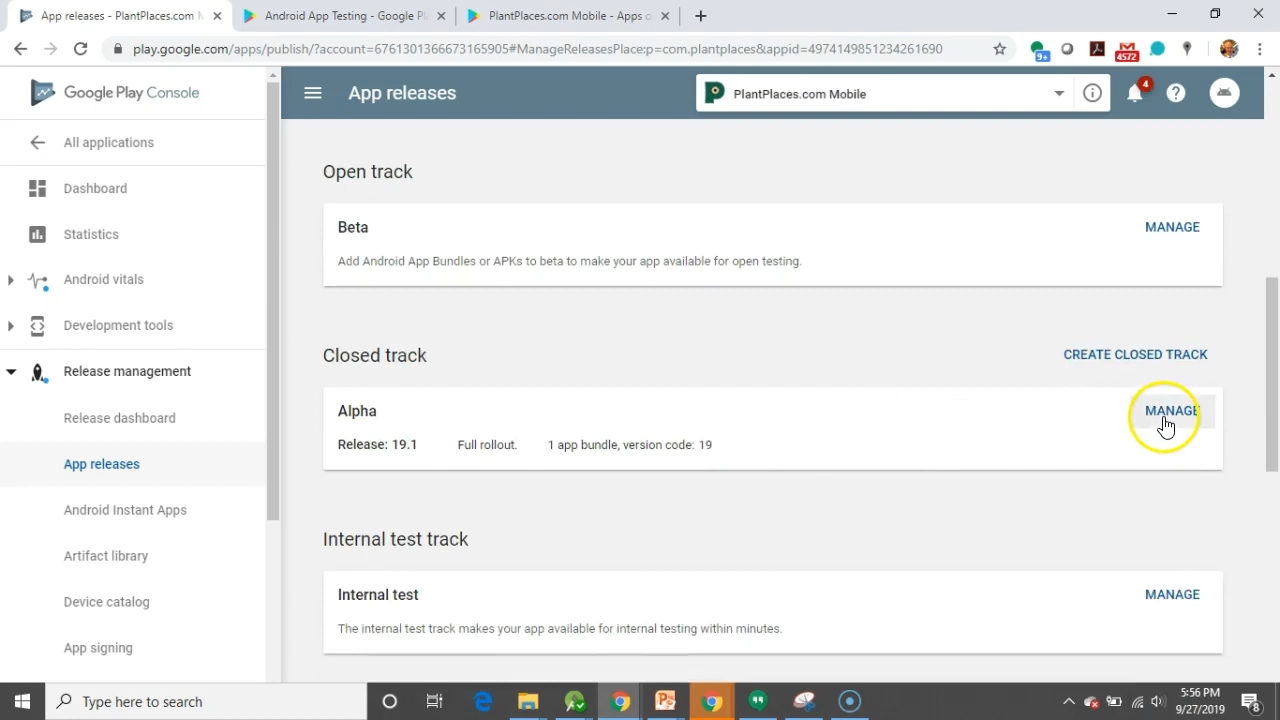 App releases - PlantPlaces.com M
Android App Testing - Google Pl
PlantPlaces.com Mobile - Apps o
play.google.com/apps/publish/?account=6761301366673165905#ManageReleasesPlace:p=com.plantplaces&appid=4974149851234261690
9+
4572
Google Play Console
App releases
PlantPlaces.com Mobile
4
All applications
Dashboard
Statistics
Android vitals
Development tools
Release management
Release dashboard
App releases
Android Instant Apps
Artifact library
Device catalog
App signing
Open track
Beta
MANAGE
Add Android App Bundles or APKs to beta to make your app available for open testing.
Closed track
CREATE CLOSED TRACK
Alpha
MANAGE
Release: 19.1 Full rollout. 1 app bundle, version code: 19
Internal test track
Internal test
MANAGE
The internal test track makes your app available for internal testing within minutes.
Type here to search
5:56 PM
9/27/2019
8